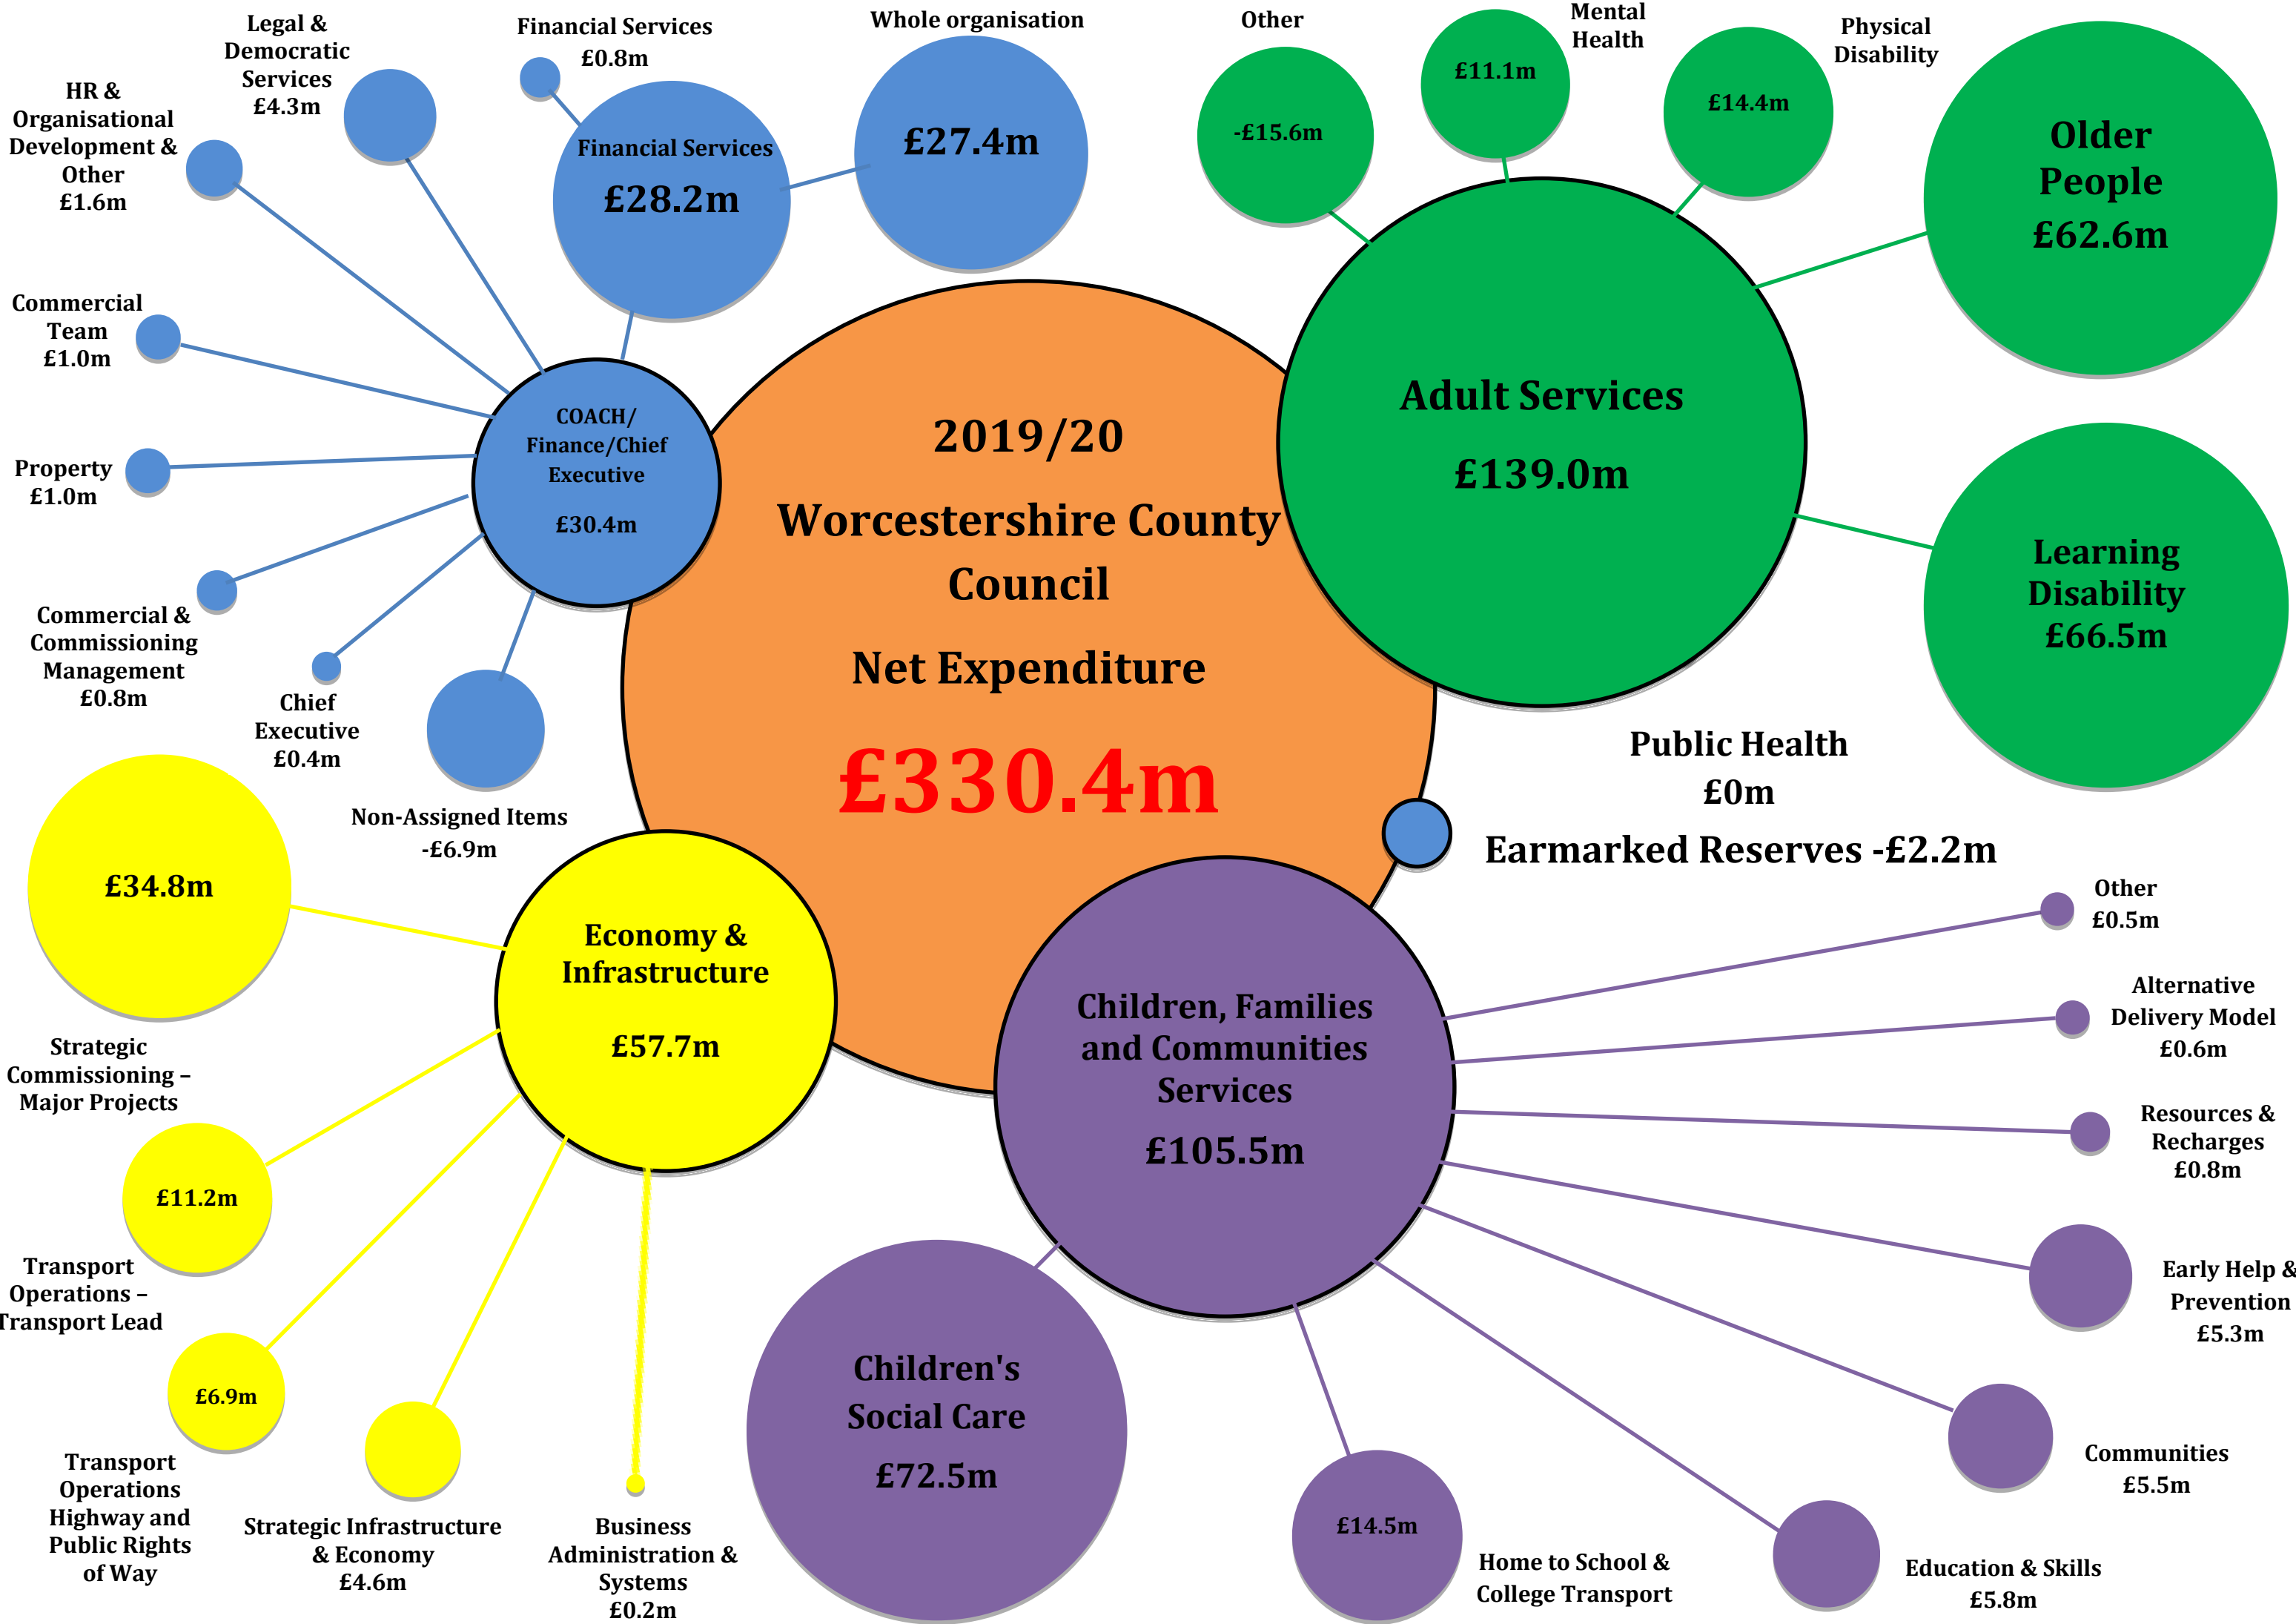 Legal &
Democratic
Services
£4.3m
Financial Services
£0.8m
Whole organisation
£27.4m
Financial Services
£28.2m
HR &
Organisational
Development &
Other
£1.6m
Commercial
Team
£1.0m
Property
£1.0m
Commercial &
Commissioning
Management
£0.8m
Chief
Executive
£0.4m
Non-Assigned Items
-£6.9m
COACH/
Finance/Chief
Executive
£30.4m
Other
-£15.6m
Mental
Health
£11.1m
Physical
Disability
£14.4m
Older
People
£62.6m
Learning
Disability
£66.5m
Adult Services
£139.0m
2019/20
Worcestershire County
Council
Net Expenditure
£330.4m
Public Health
£0m
Earmarked Reserves -£2.2m
£34.8m
Strategic
Commissioning –
Major Projects
£11.2m
Transport
Operations –
Transport Lead
£6.9m
Transport
Operations
Highway and
Public Rights
of Way
Strategic Infrastructure
& Economy
£4.6m
Business
Administration &
Systems
£0.2m
Economy &
Infrastructure
£57.7m
Children, Families
and Communities
Services
£105.5m
Other
£0.5m
Alternative
Delivery Model
£0.6m
Resources &
Recharges
£0.8m
Early Help &
Prevention
£5.3m
Communities
£5.5m
Education & Skills
£5.8m
£14.5m
Home to School &
College Transport
Children's
Social Care
£72.5m